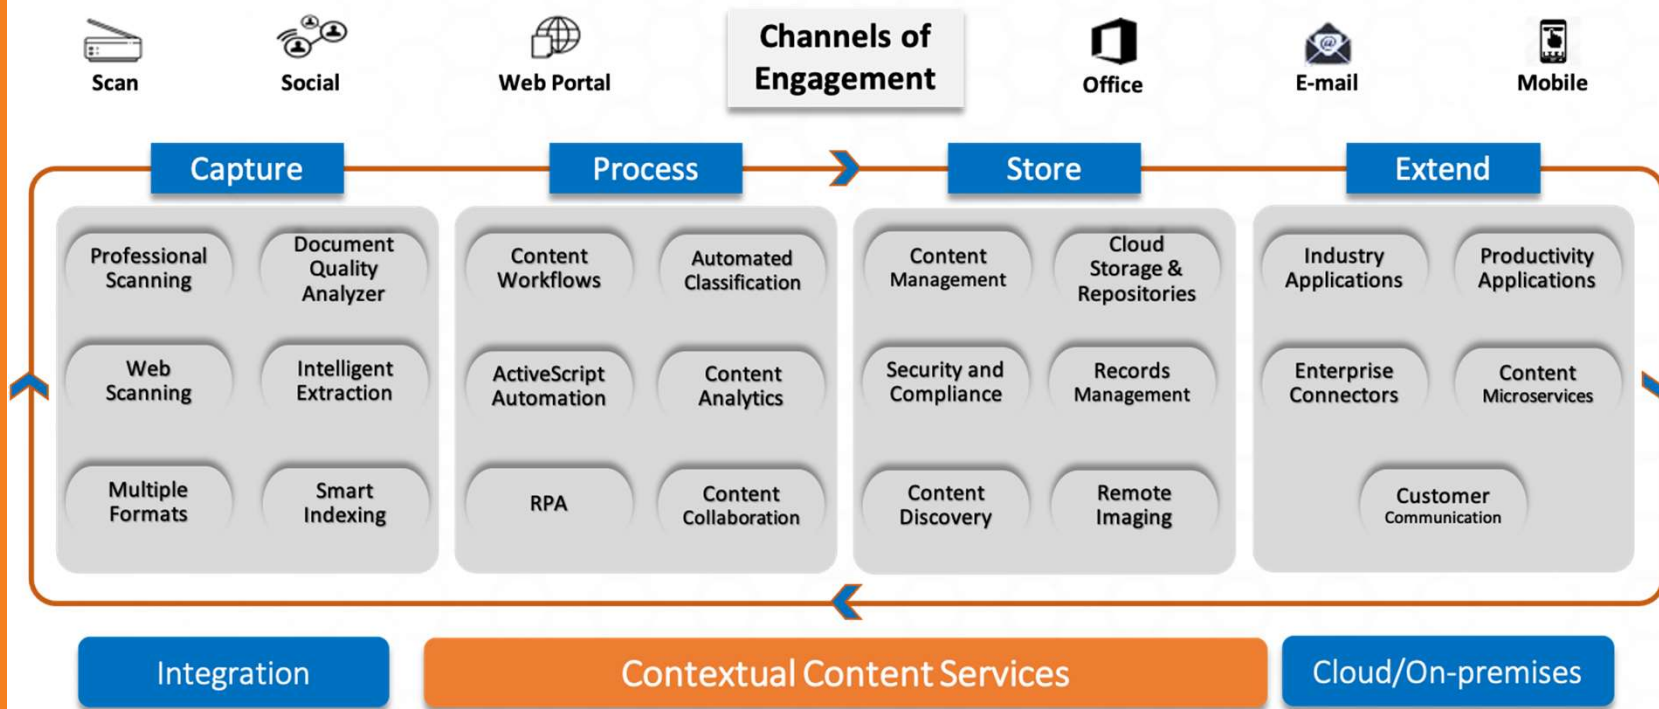 Channels of
Engagement
Scan
Social
Web Portal
Office
E-mail
Mobile
Capture
Process
Store
Extend
Professional
Scanning
Document
Quality
Analyzer
Web
Scanning
Intelligent
Extraction
Multiple
Formats
Smart
Indexing
Content
Workflows
Automated
Classification
ActiveScript
Automation
Content
Analytics
RPA
Content
Collaboration
Content
Management
Cloud
Storage &
Repositories
Security and
Compliance
Records
Management
Content
Discovery
Remote
Imaging
Industry
Applications
Productivity
Applications
Enterprise
Connectors
Content
Microservices
Customer
Communication
Integration
Contextual Content Services
Cloud/On-premises